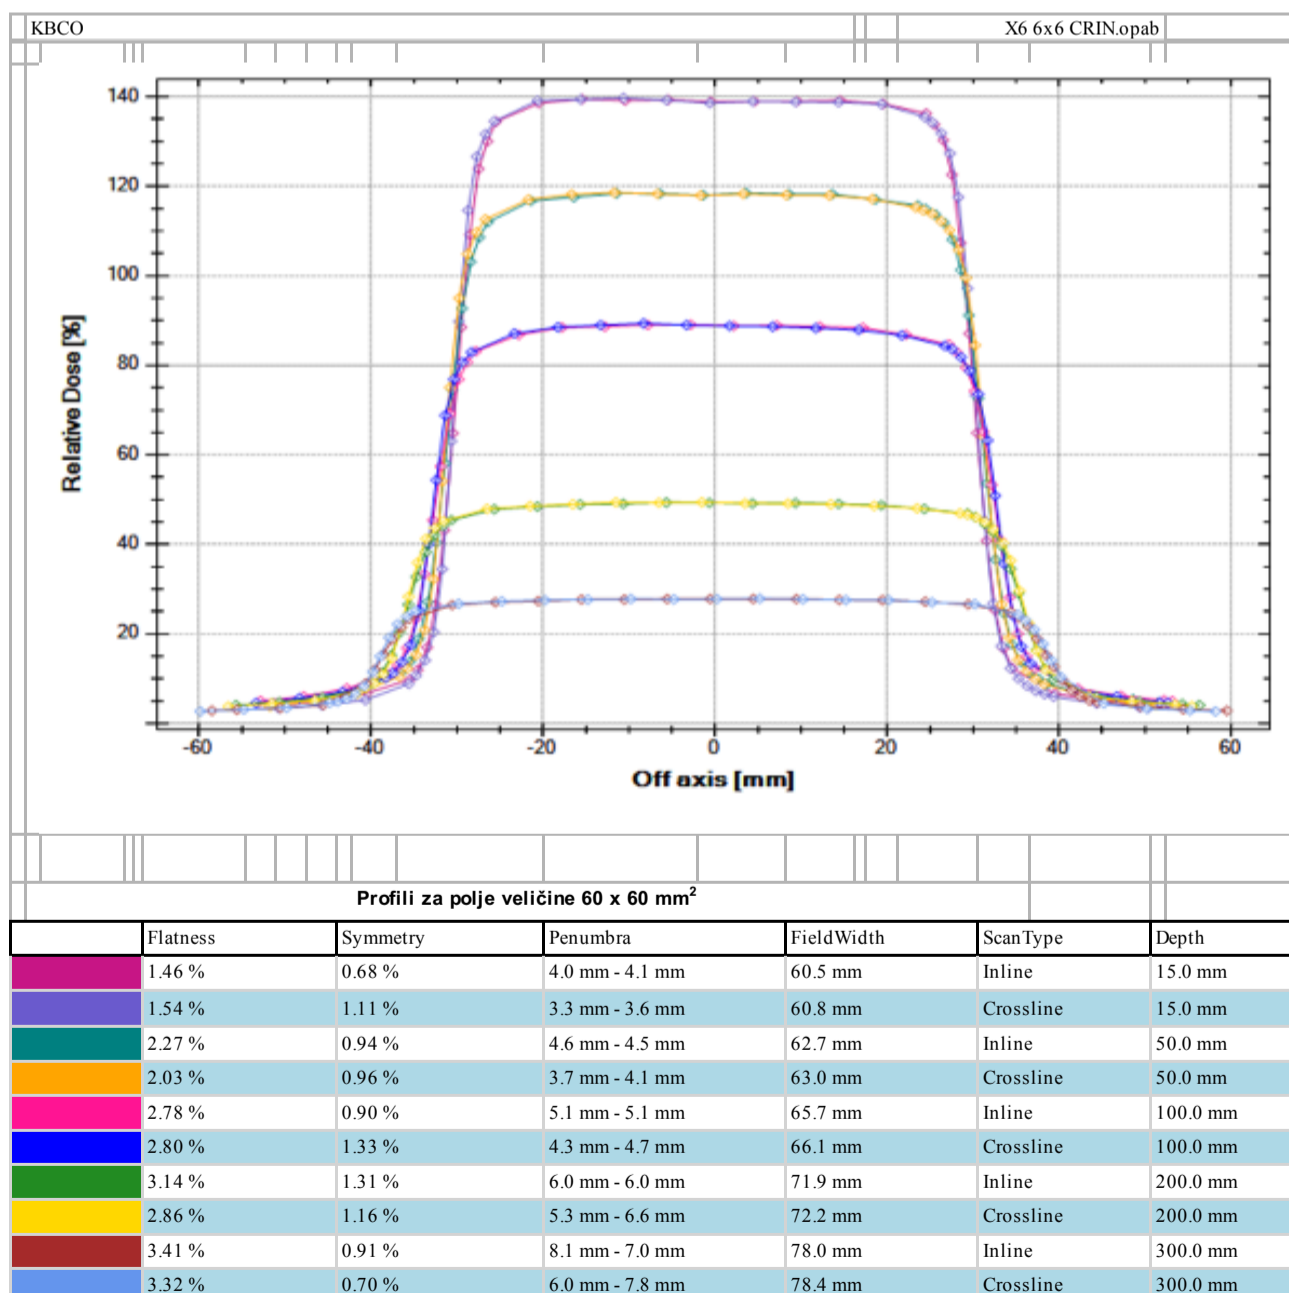 KBCO X6 6x6 CRIN.opab
140
120
100
80
60
40
20
Relative Dose [%]
-60 -40 -20 0 20 40 60
Off axis [mm]
Profili za polje veličine 60 x 60 mm²
Flatness Symmetry Penumbra FieldWidth ScanType Depth
1.46 % 0.68 % 4.0 mm - 4.1 mm 60.5 mm Inline 15.0 mm
1.54 % 1.11 % 3.3 mm - 3.6 mm 60.8 mm Crossline 15.0 mm
2.27 % 0.94 % 4.6 mm - 4.5 mm 62.7 mm Inline 50.0 mm
2.03 % 0.96 % 3.7 mm - 4.1 mm 63.0 mm Crossline 50.0 mm
2.78 % 0.90 % 5.1 mm - 5.1 mm 65.7 mm Inline 100.0 mm
2.80 % 1.33 % 4.3 mm - 4.7 mm 66.1 mm Crossline 100.0 mm
3.14 % 1.31 % 6.0 mm - 6.0 mm 71.9 mm Inline 200.0 mm
2.86 % 1.16 % 5.3 mm - 6.6 mm 72.2 mm Crossline 200.0 mm
3.41 % 0.91 % 8.1 mm - 7.0 mm 78.0 mm Inline 300.0 mm
3.32 % 0.70 % 6.0 mm - 7.8 mm 78.4 mm Crossline 300.0 mm